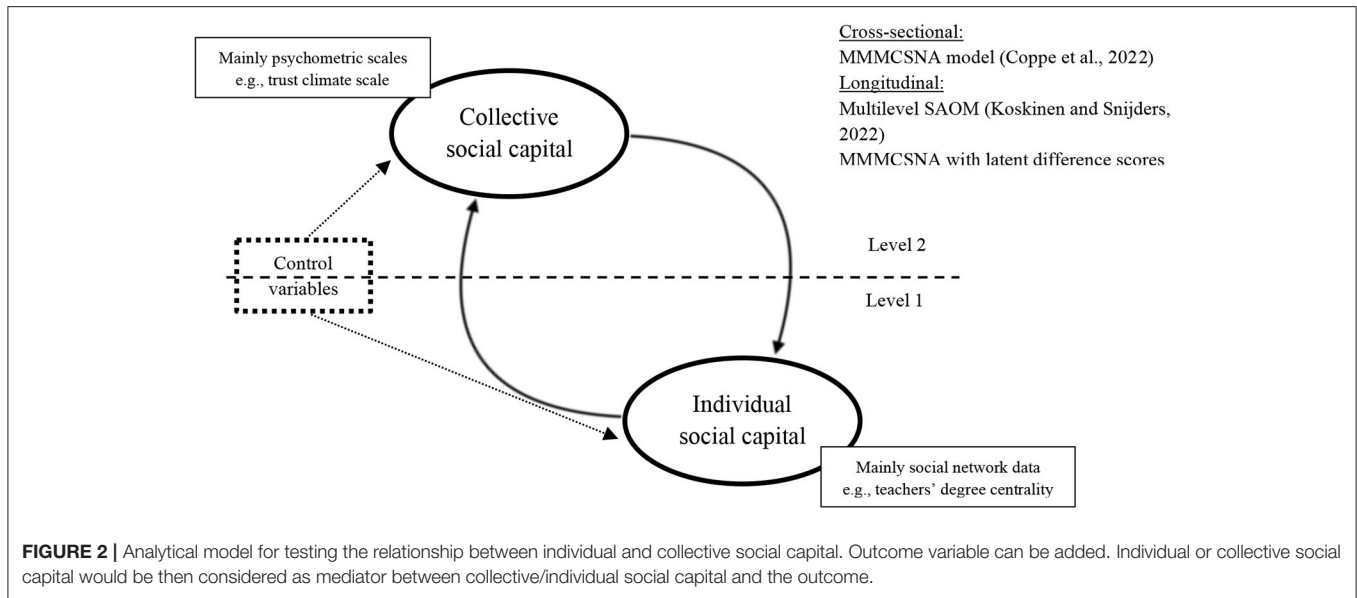 Mainly psychometric scales
e.g., trust climate scale
Collective
social capital
Cross-sectional:
MMMCSNA model (Coppe et al., 2022)
Longitudinal:
Multilevel SAOM (Koskinen and Snijders,
2022)
MMMCSNA with latent difference scores
Control
variables
Level 2
Level 1
Individual
social capital
Mainly social network data
e.g., teachers’ degree centrality
FIGURE 2 | Analytical model for testing the relationship between individual and collective social capital. Outcome variable can be added. Individual or collective social
capital would be then considered as mediator between collective/individual social capital and the outcome.